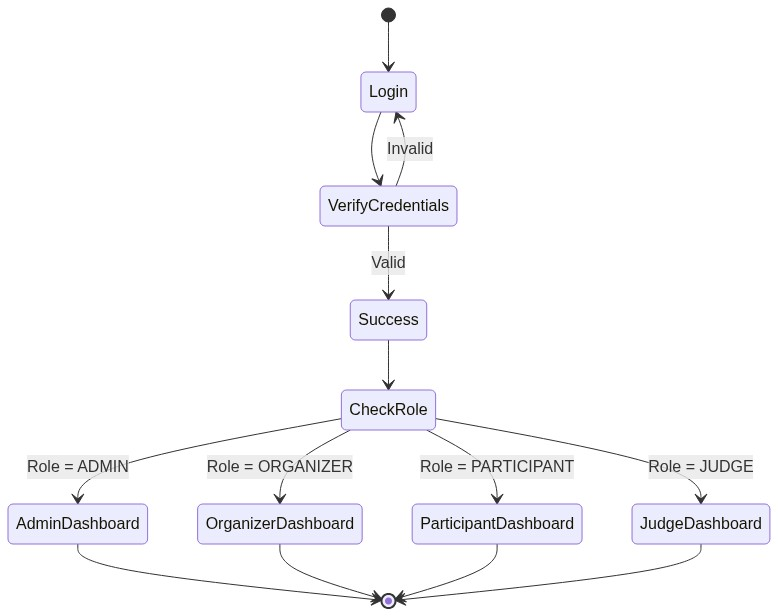 Login
Invalid
VerifyCredentials
Valid
Success
CheckRole
Role = ADMIN
Role = ORGANIZER
Role = PARTICIPANT
Role = JUDGE
AdminDashboard
OrganizerDashboard
ParticipantDashboard
JudgeDashboard